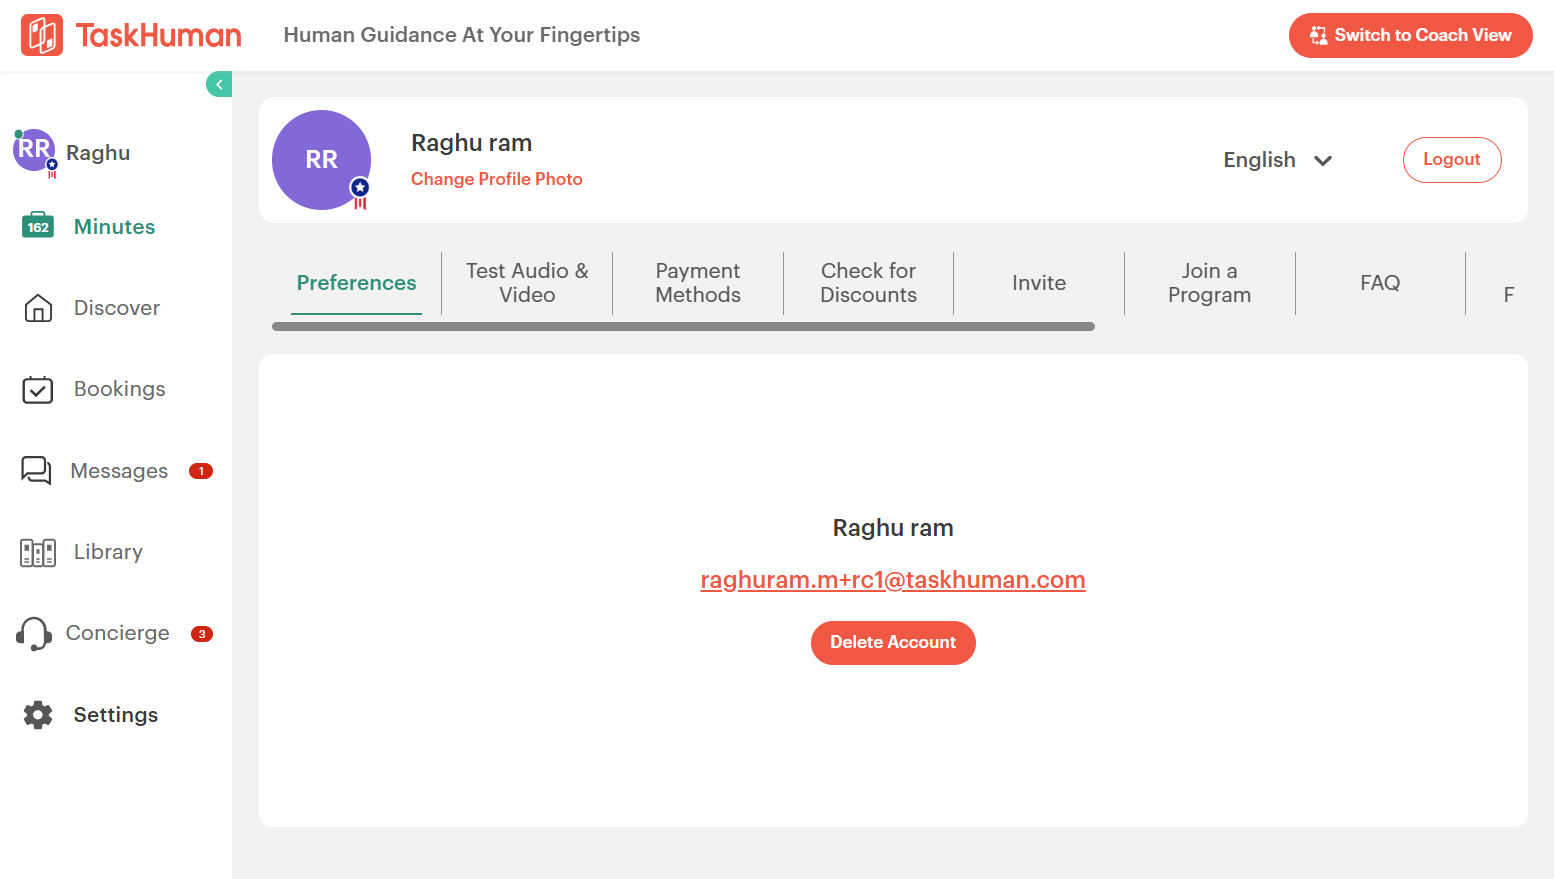 TaskHuman
Human Guidance At Your Fingertips
Switch to Coach View
RR
Raghu
162
Minutes
Discover
Bookings
Messages
1
Library
Concierge
3
Settings
RR
Raghu ram
Change Profile Photo
English
Logout
Preferences
Test Audio &
Video
Payment
Methods
Check for
Discounts
Invite
Join a
Program
FAQ
F
Raghu ram
raghuram.m+rc1@taskhuman.com
Delete Account